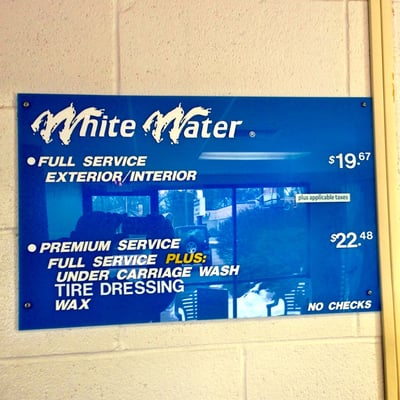 White Water ®
• FULL SERVICE $19.67
EXTERIOR/INTERIOR
plus applicable taxes
• PREMIUM SERVICE $22.48
FULL SERVICE PLUS:
UNDER CARRIAGE WASH
TIRE DRESSING
WAX
NO CHECKS